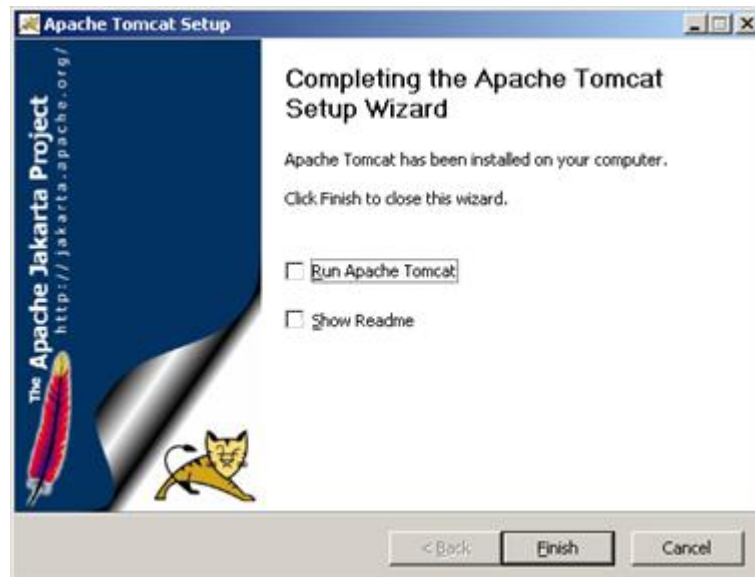 Apache Tomcat Setup
The Apache Jakarta Project
http://jakarta.apache.org/
Completing the Apache Tomcat
Setup Wizard
Apache Tomcat has been installed on your computer.
Click Finish to close this wizard.
Run Apache Tomcat
Show Readme
< Back
Finish
Cancel